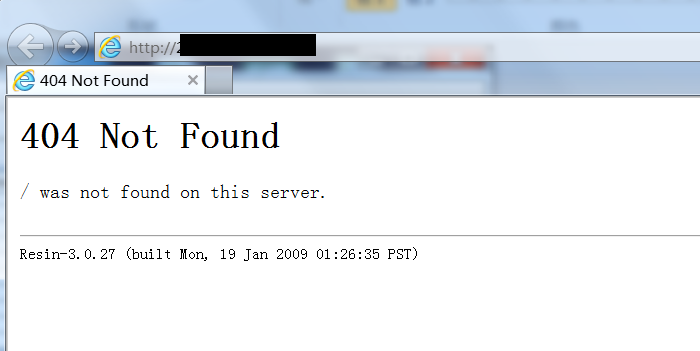 http://2
404 Not Found
404 Not Found
/ was not found on this server.
Resin-3.0.27 (built Mon, 19 Jan 2009 01:26:35 PST)